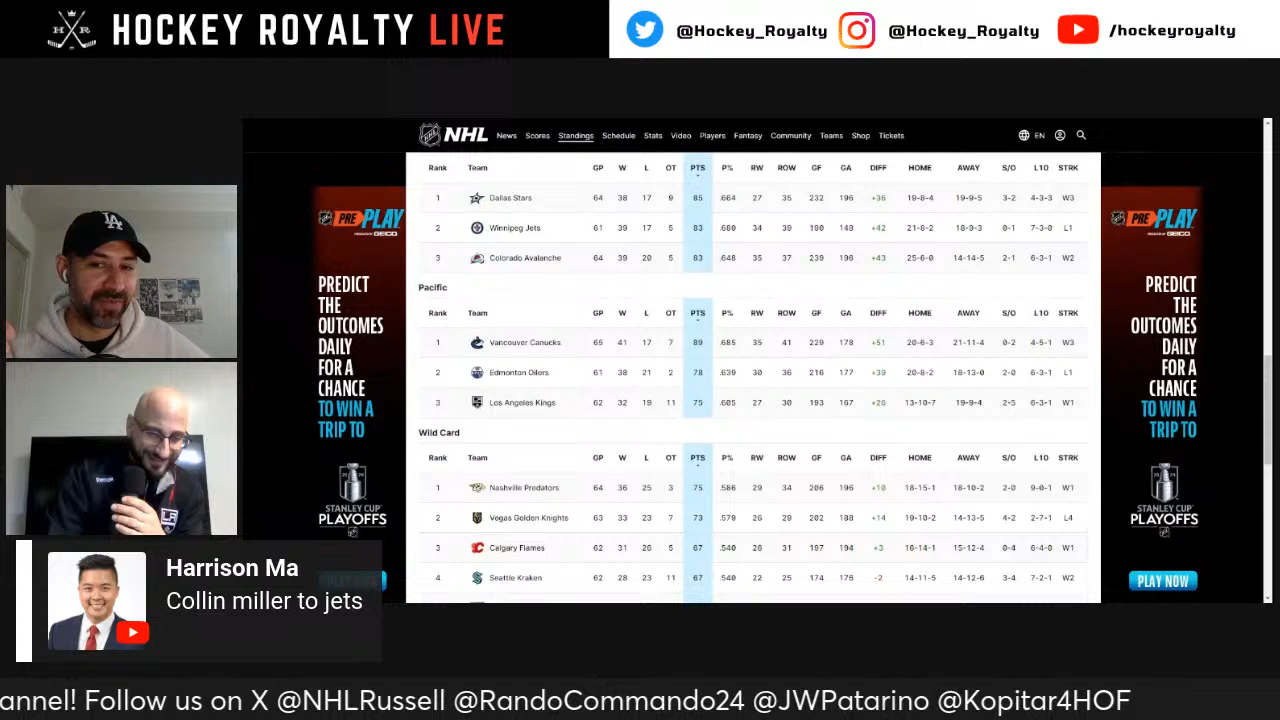 HOCKEY ROYALTY LIVE
@Hockey_Royalty
@Hockey_Royalty
/hockeyroyalty
NHL News Scores Standings Schedule Stats Video Players Fantasy Community Teams Shop Tickets EN
Rank Team GP W L OT PTS P% RW ROW GF GA DIFF HOME AWAY S/O L10 STRK
1 Dallas Stars 64 38 17 9 85 .664 27 35 232 196 +36 19-8-4 19-9-5 3-2 4-3-3 W3
Winnipeg Jets 61 39 17 5 83 .680 34 39 190 148 +42 21-8-2 18-9-3 0-1 7-3-0 L1
3 Colorado Avalanche 64 39 20 5 83 .648 35 37 239 196 +43 25-6-0 14-14-5 2-1 6-3-1 W2
Pacific
Rank Team GP W L OT PTS P% RW ROW GF GA DIFF HOME AWAY S/O L10 STRK
1 Vancouver Canucks 65 41 17 7 89 .685 35 41 229 178 +51 20-6-3 21-11-4 0-2 4-5-1 W3
2 Edmonton Oilers 61 38 21 2 78 .639 30 36 216 177 +39 20-8-2 18-13-0 2-0 6-3-1 L1
3 Los Angeles Kings 62 32 19 11 75 .605 27 30 193 167 +26 13-10-7 19-9-4 2-5 6-3-1 W1
Wild Card
Rank Team GP W L OT PTS P% RW ROW GF GA DIFF HOME AWAY S/O L10 STRK
1 Nashville Predators 64 36 25 3 75 .586 29 34 206 196 +10 18-15-1 18-10-2 2-0 9-0-1 W1
2 Vegas Golden Knights 63 33 23 7 73 .579 26 29 202 188 +14 19-10-2 14-13-5 4-2 2-7-1 L4
3 Calgary Flames 62 31 26 5 67 .540 26 31 197 194 +3 16-14-1 15-12-4 0-4 6-4-0 W1
4 Seattle Kraken 62 28 23 11 67 .540 22 25 174 176 -2 14-11-5 14-12-6 3-4 7-2-1 W2
PRE PLAY
GEICO
PREDICT
THE
OUTCOMES
DAILY
FOR A
CHANCE
TO WIN A
TRIP TO
STANLEY CUP
PLAYOFFS
PRE PLAY
GEICO
PREDICT
THE
OUTCOMES
DAILY
FOR A
CHANCE
TO WIN A
TRIP TO
STANLEY CUP
PLAYOFFS
PLAY NOW
Harrison Ma
Collin miller to jets
annel! Follow us on X @NHLRussell @RandoCommando24 @JWPatarino @Kopitar4HOF